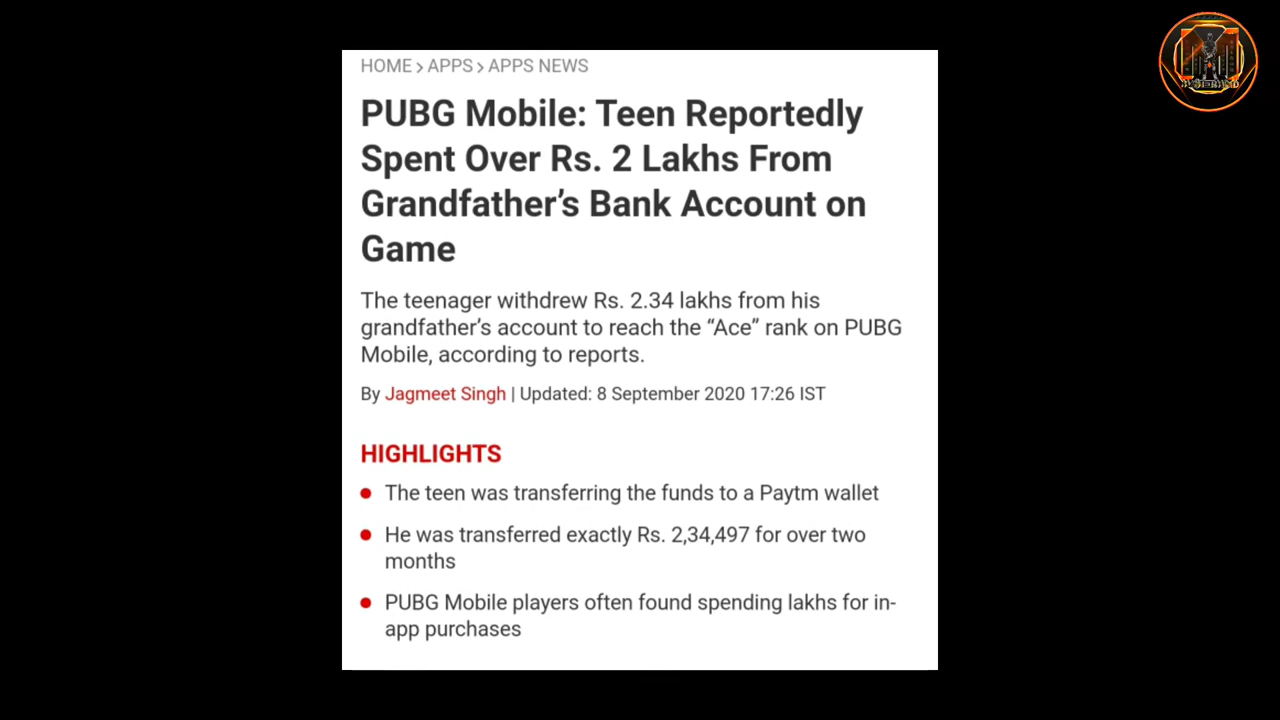 HOME > APPS > APPS NEWS
PUBG Mobile: Teen Reportedly
Spent Over Rs. 2 Lakhs From
Grandfather’s Bank Account on
Game
The teenager withdrew Rs. 2.34 lakhs from his
grandfather’s account to reach the “Ace” rank on PUBG
Mobile, according to reports.
By Jagmeet Singh | Updated: 8 September 2020 17:26 IST
HIGHLIGHTS
The teen was transferring the funds to a Paytm wallet
He was transferred exactly Rs. 2,34,497 for over two
months
PUBG Mobile players often found spending lakhs for in-
app purchases